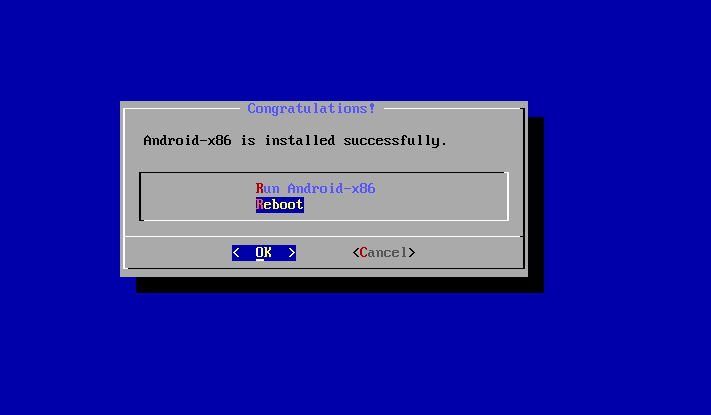 Congratulations!
Android-x86 is installed successfully.
Run Android-x86
Reboot
< OK > <Cancel>